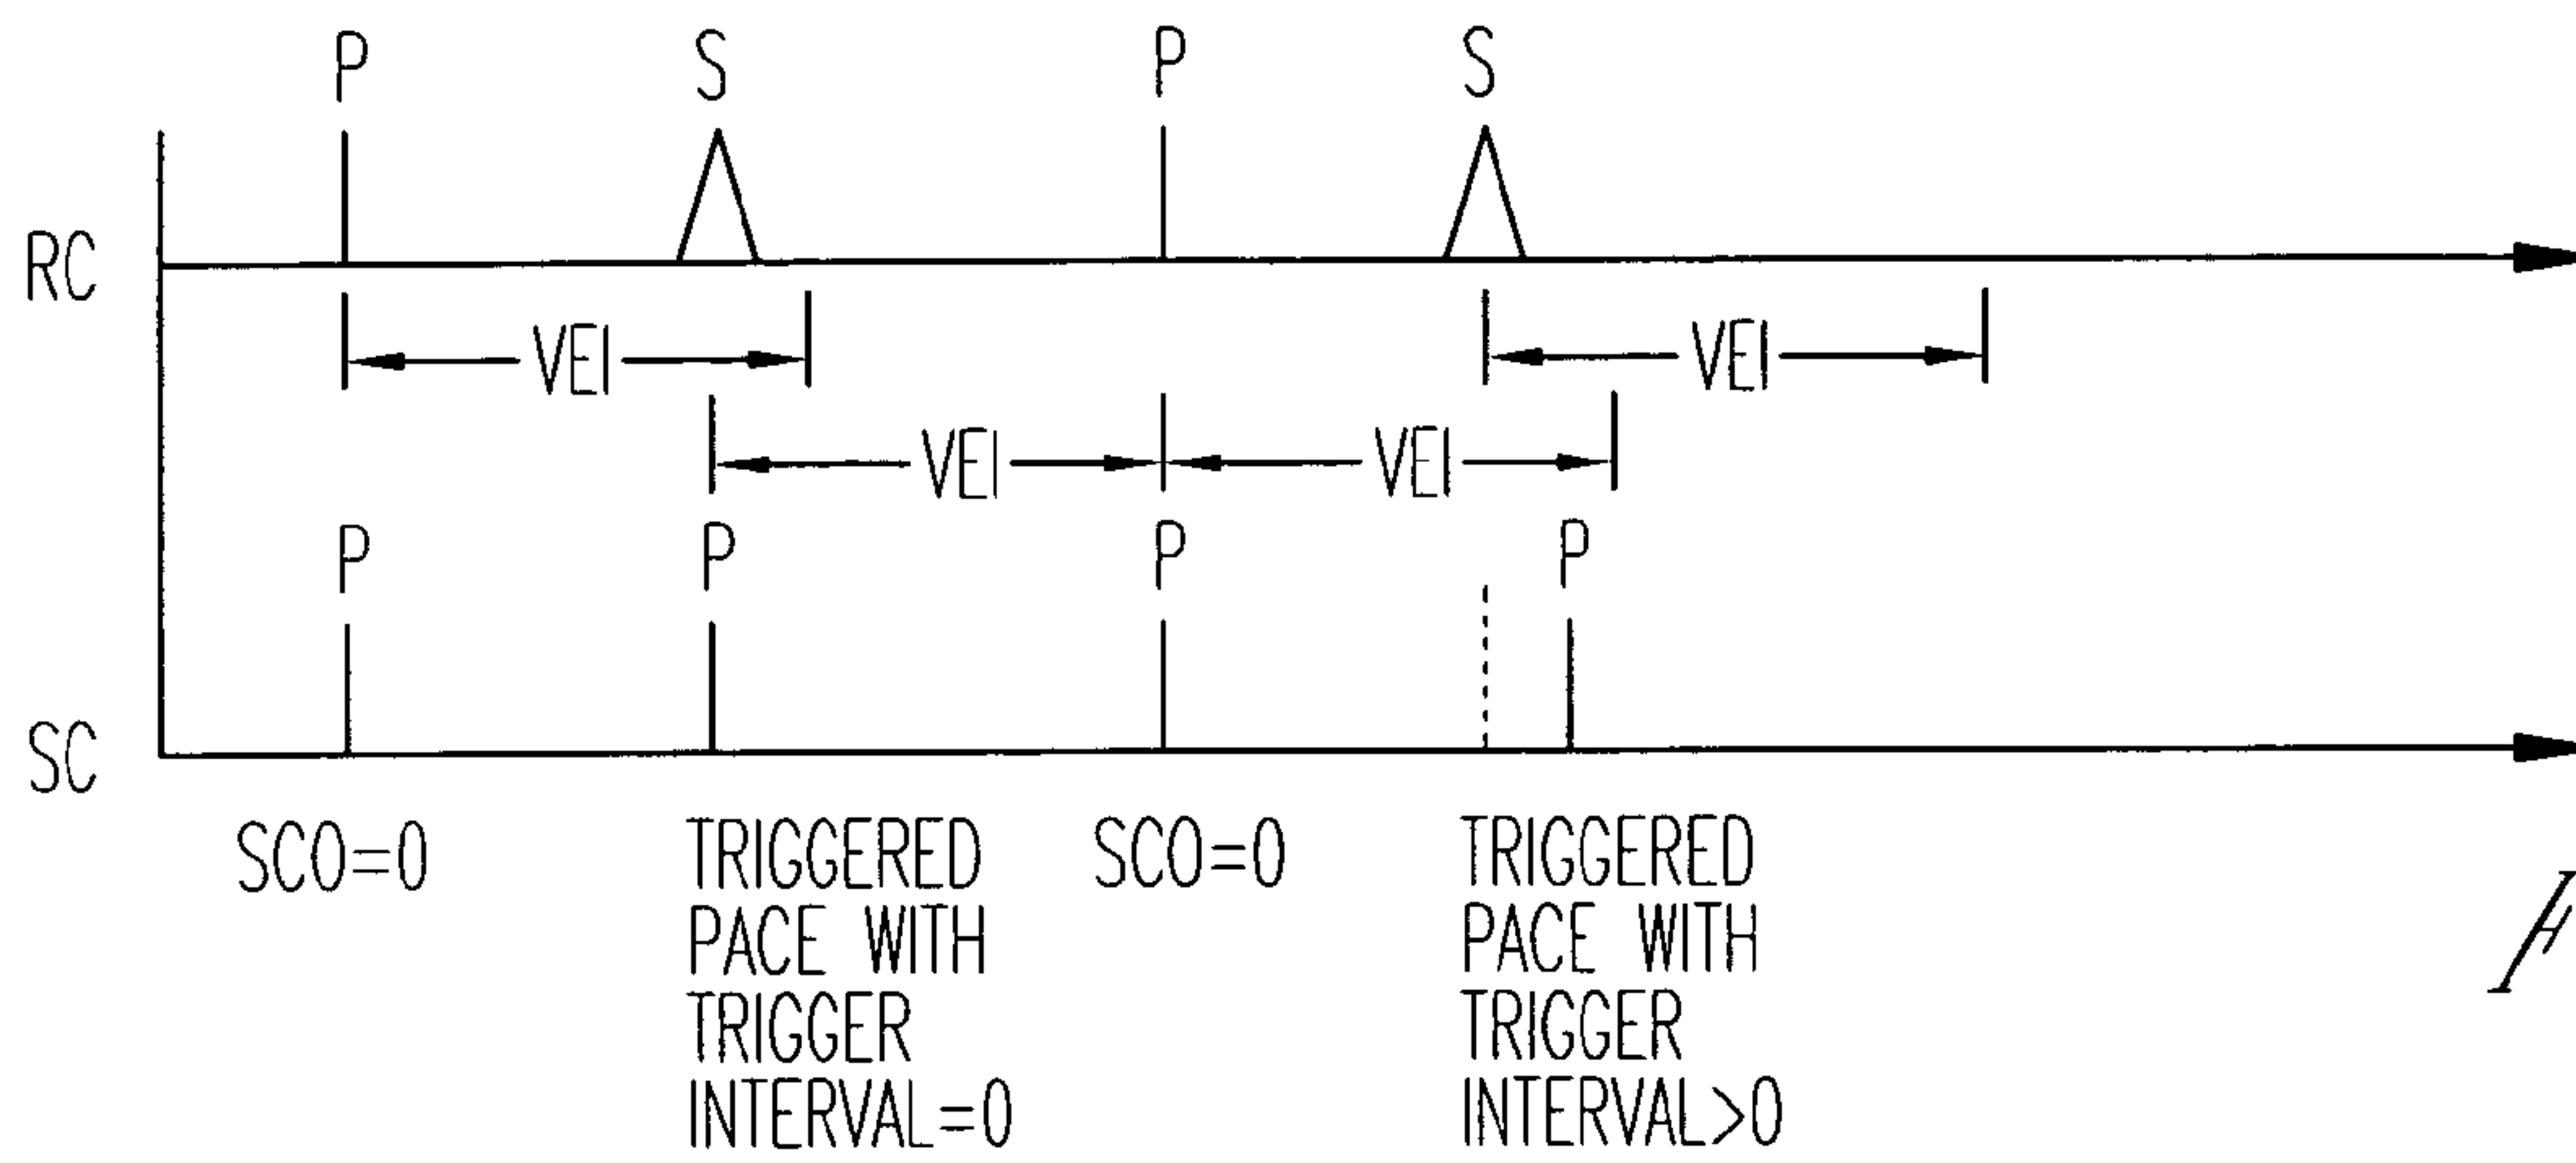 P S P S
RC
VEI VEI
VEI VEI
P P P P
SC
SCO=0 TRIGGERED SCO=0 TRIGGERED
PACE WITH PACE WITH
TRIGGER TRIGGER
INTERVAL=0 INTERVAL>0